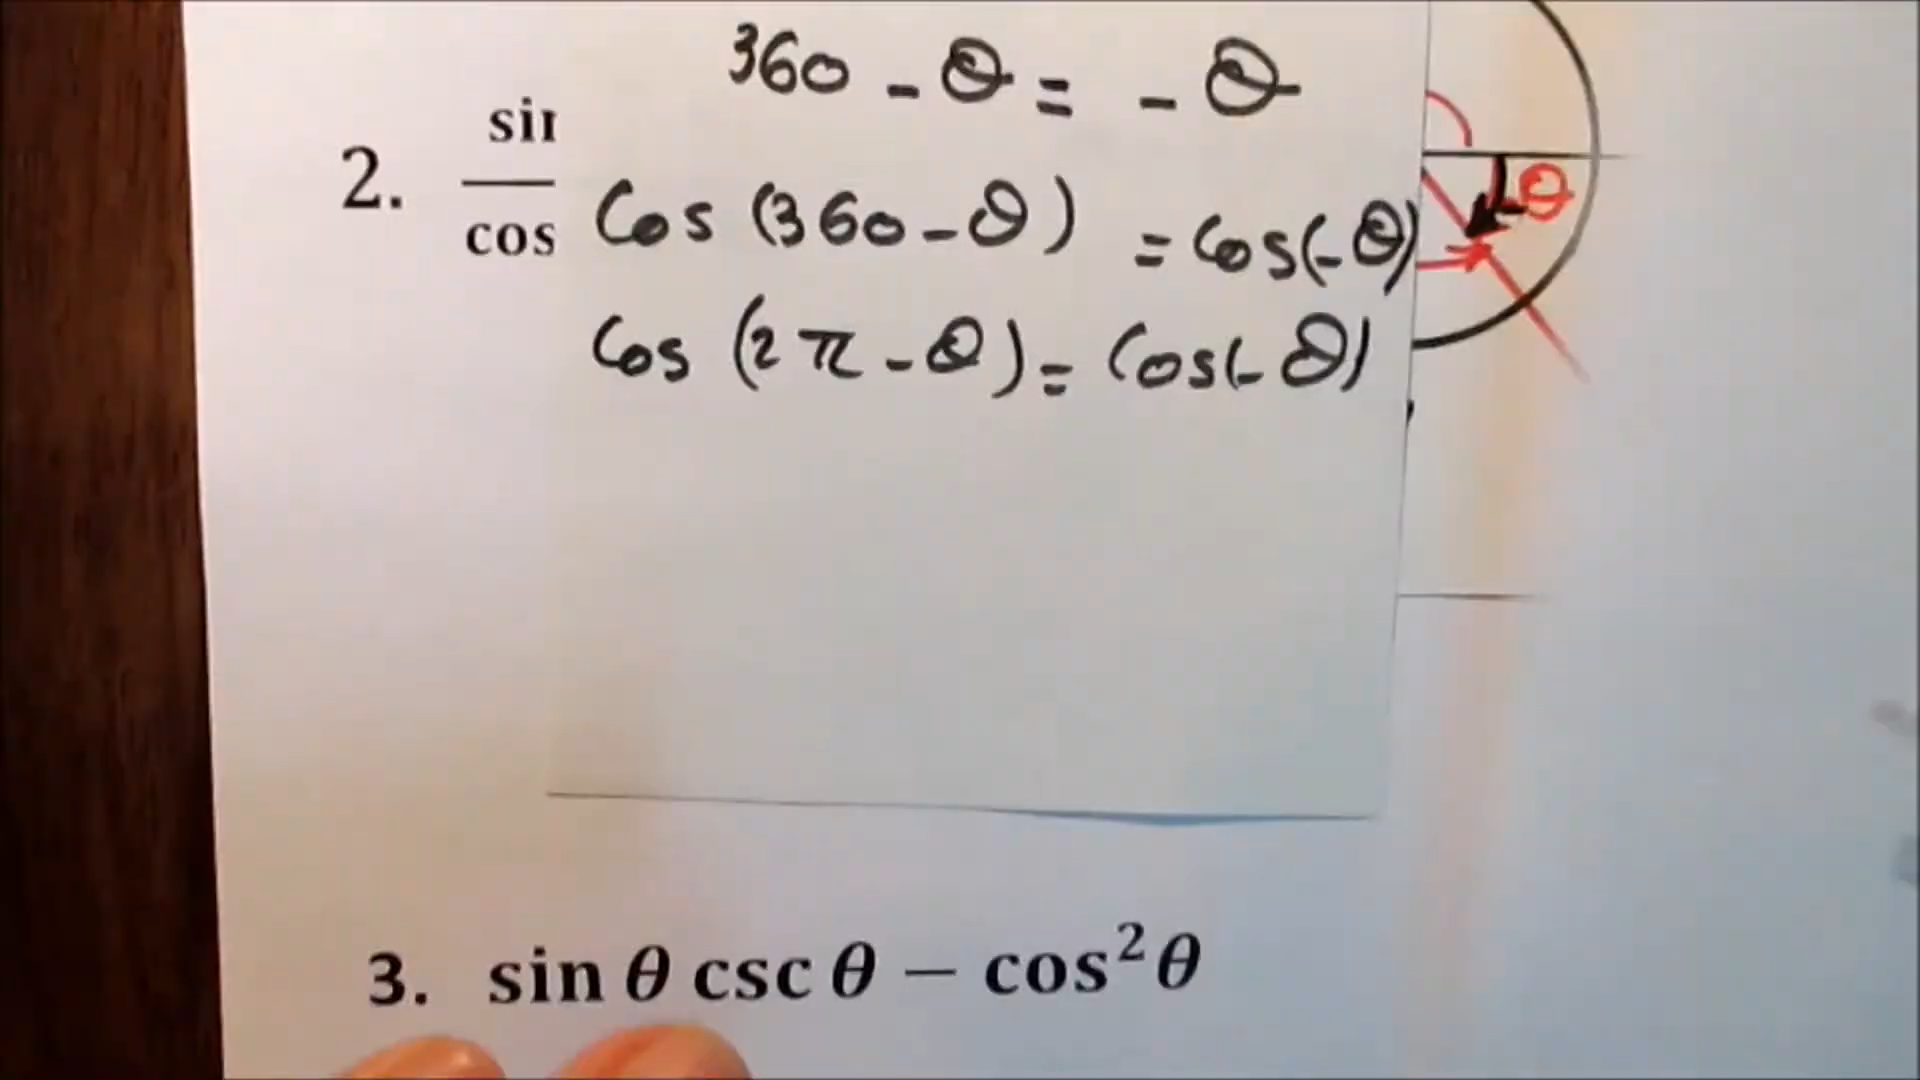 360 - θ = - θ
2. sin
cos
Cos (360 - θ) = Cos(-θ)
Cos (2π - θ) = Cos(-θ)
θ
3. sin θ csc θ − cos²θ